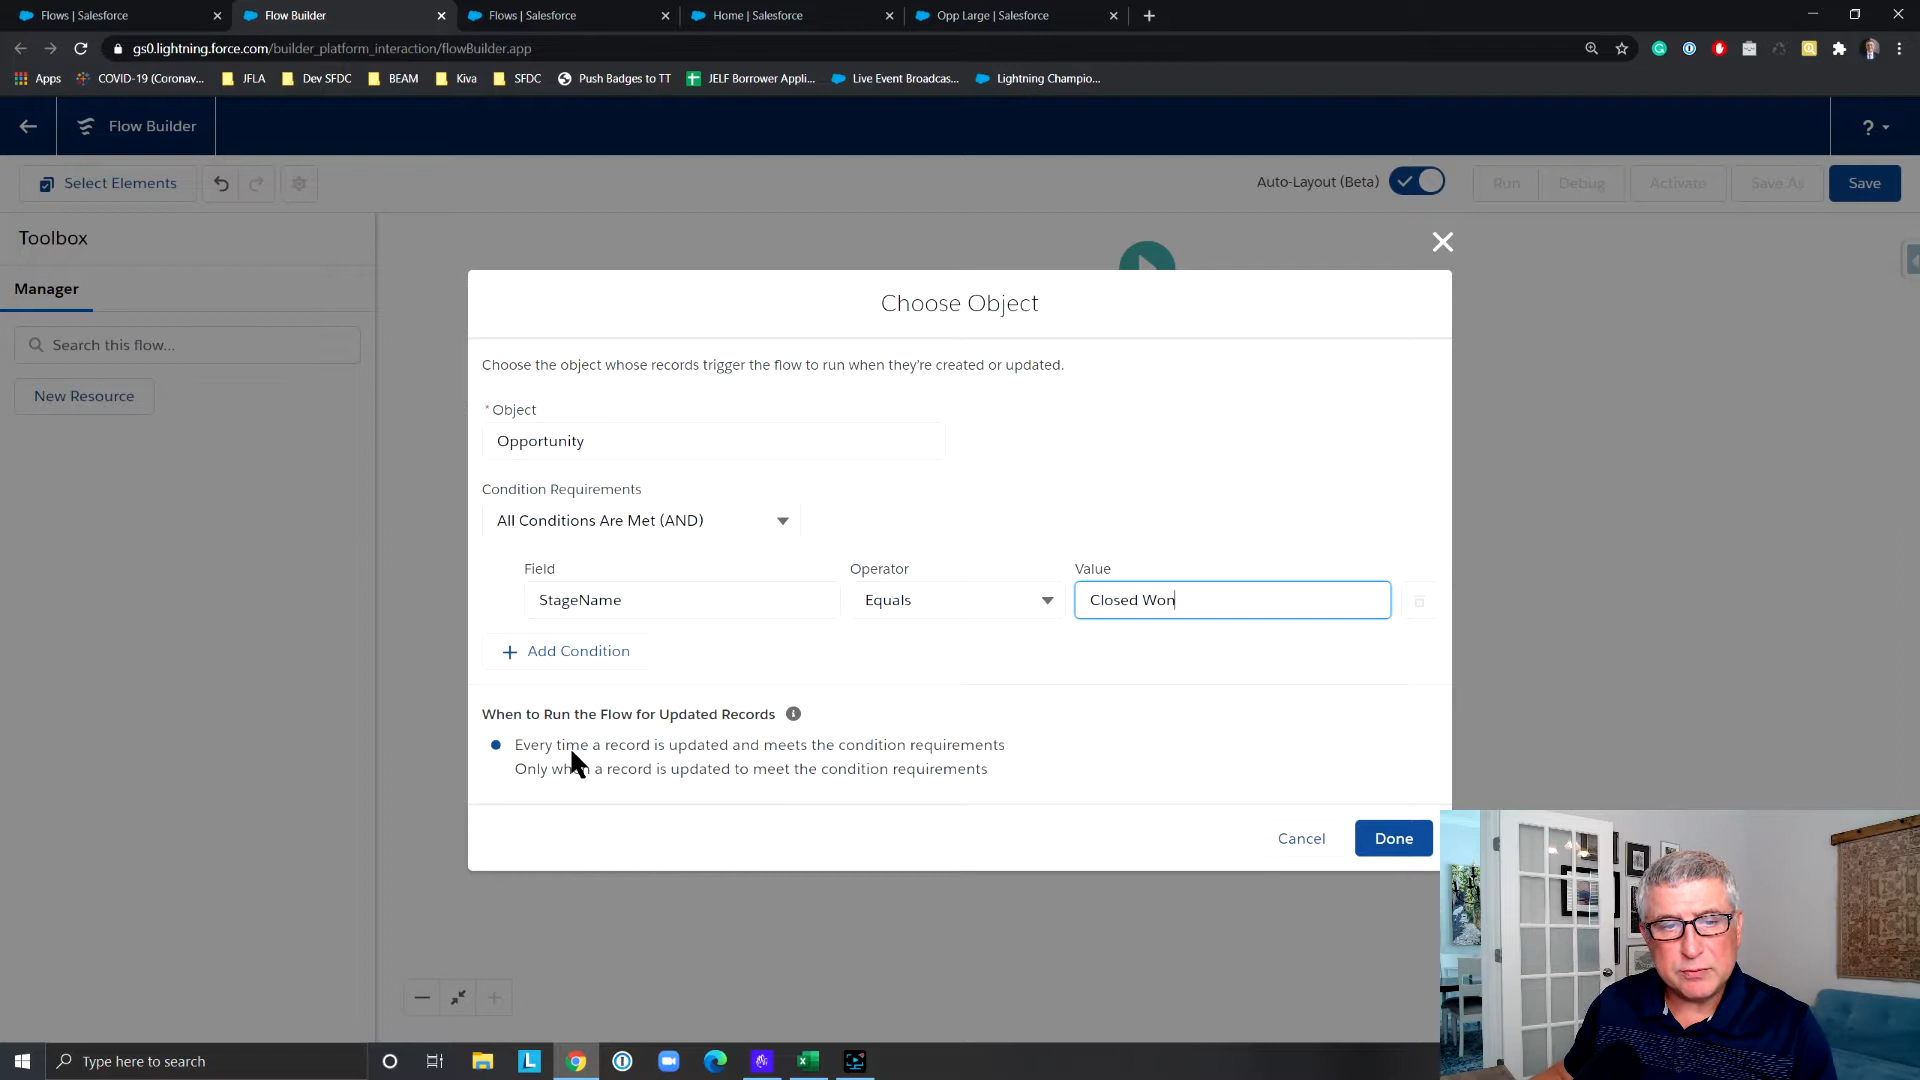 Flows | Salesforce
Flow Builder
Flows | Salesforce
Home | Salesforce
Opp Large | Salesforce
gs0.lightning.force.com/builder_platform_interaction/flowBuilder.app
Apps
COVID-19 (Coronav...
JFLA
Dev SFDC
BEAM
Kiva
SFDC
Push Badges to TT
JELF Borrower Appli...
Live Event Broadcas...
Lightning Champio...
Flow Builder
?
Select Elements
Auto-Layout (Beta)
Run
Debug
Activate
Save As
Save
Toolbox
Manager
Search this flow...
New Resource
Choose Object
Choose the object whose records trigger the flow to run when they're created or updated.
* Object
Opportunity
Condition Requirements
All Conditions Are Met (AND)
Field
Operator
Value
StageName
Equals
Closed Won
+ Add Condition
When to Run the Flow for Updated Records
Every time a record is updated and meets the condition requirements
Only when a record is updated to meet the condition requirements
Cancel
Done
Type here to search